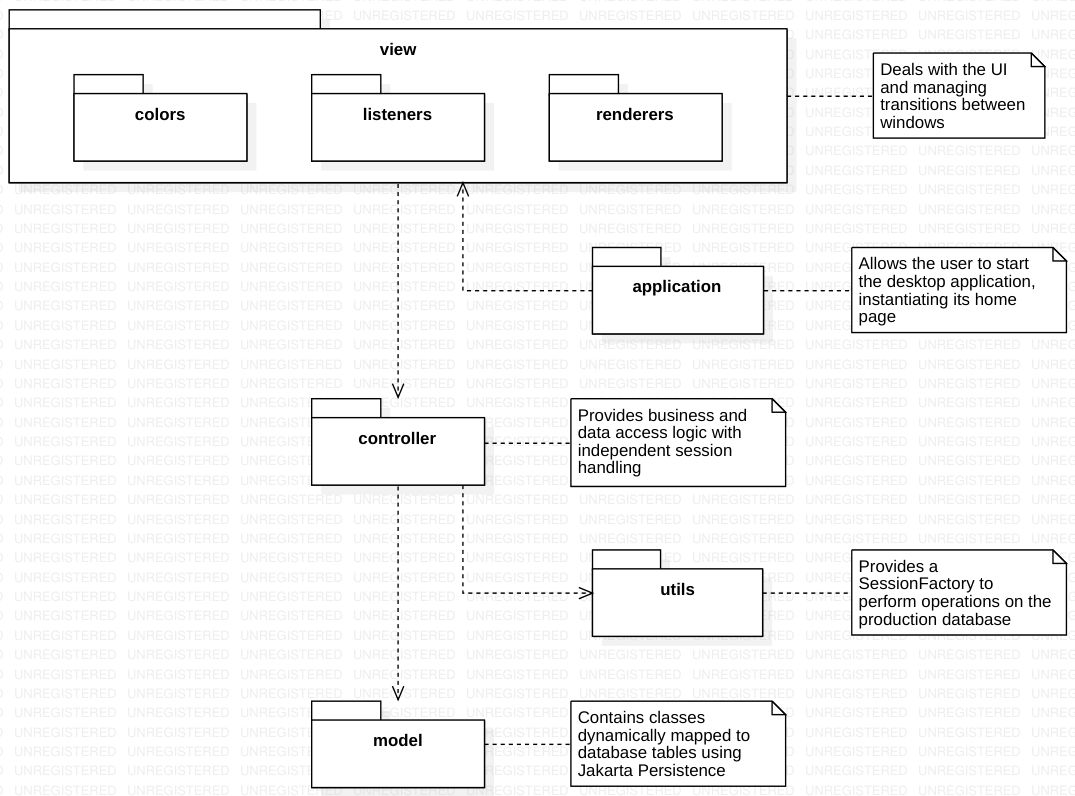 view
colors
listeners
renderers
Deals with the UI
and managing
transitions between
windows
application
Allows the user to start
the desktop application,
instantiating its home
page
controller
Provides business and
data access logic with
independent session
handling
utils
Provides a
SessionFactory to
perform operations on the
production database
model
Contains classes
dynamically mapped to
database tables using
Jakarta Persistence
UNREGISTERED